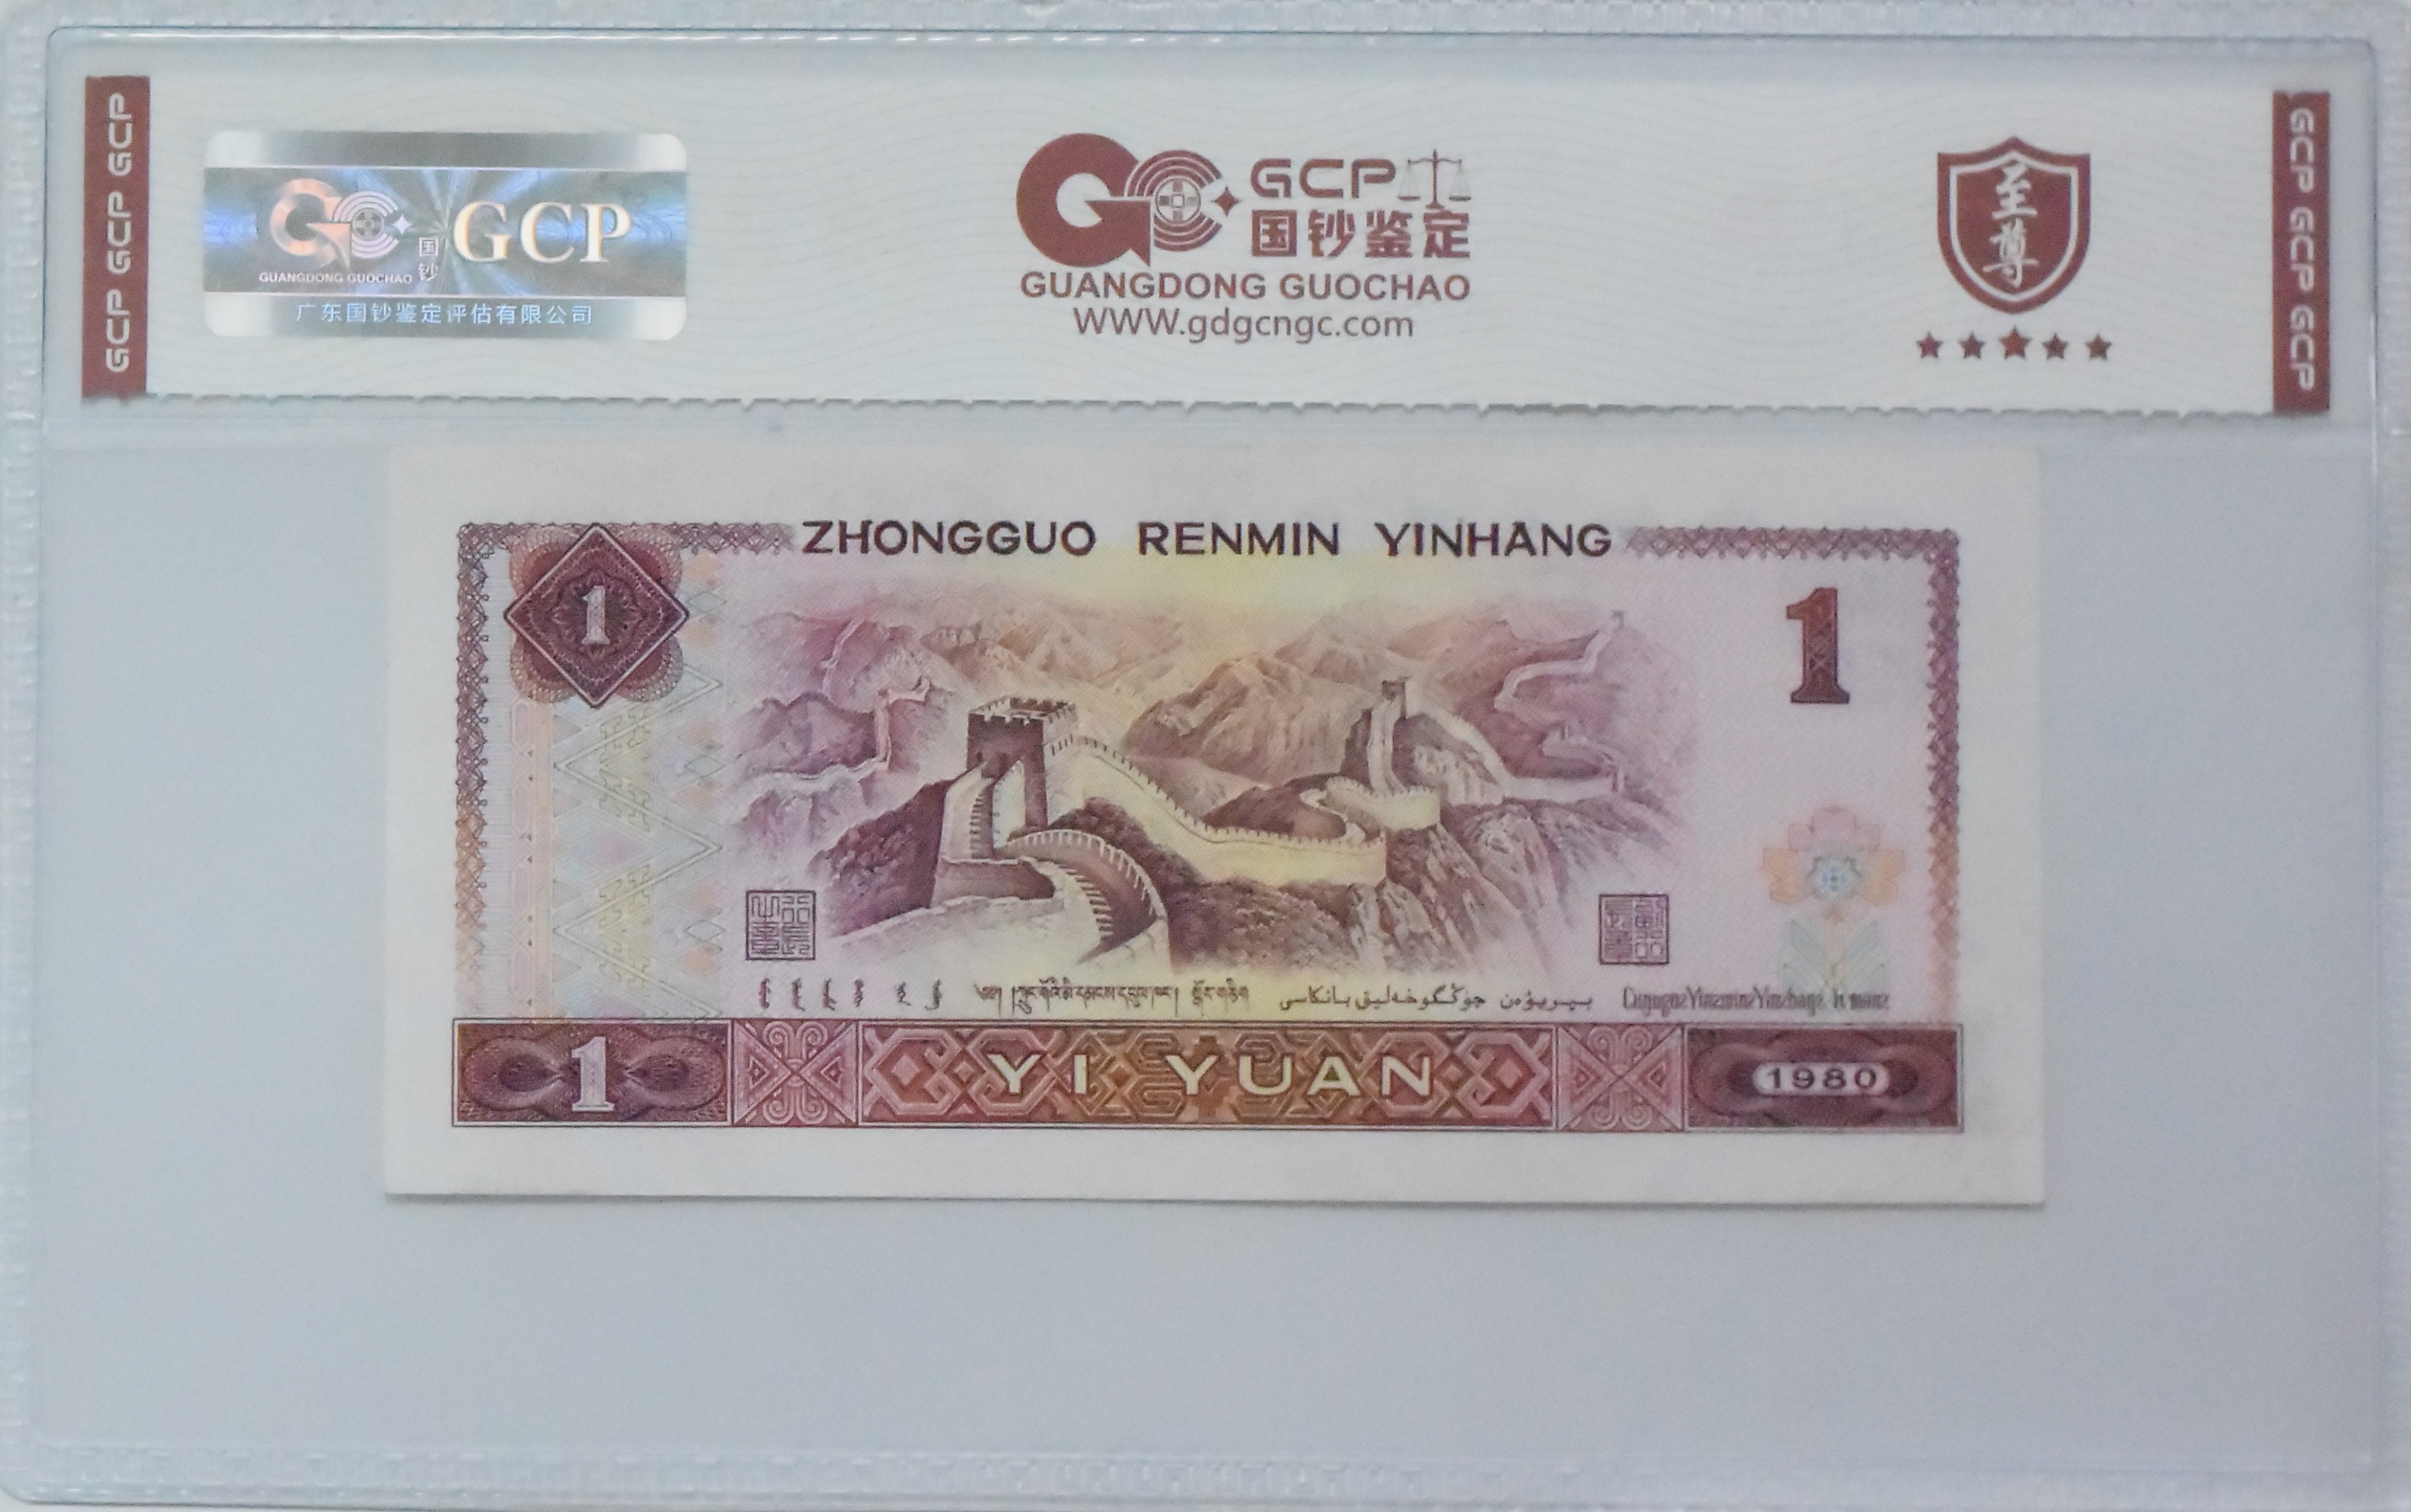 GCP GCP GCP
GUANGDONG GUOCHAO
国钞
GCP
广东国钞鉴定评估有限公司
GCP
国钞鉴定
GUANGDONG GUOCHAO
WWW.gdgcngc.com
至尊
GCP GCP GCP
ZHONGGUO RENMIN YINHANG
1
1
YI YUAN
1
1980